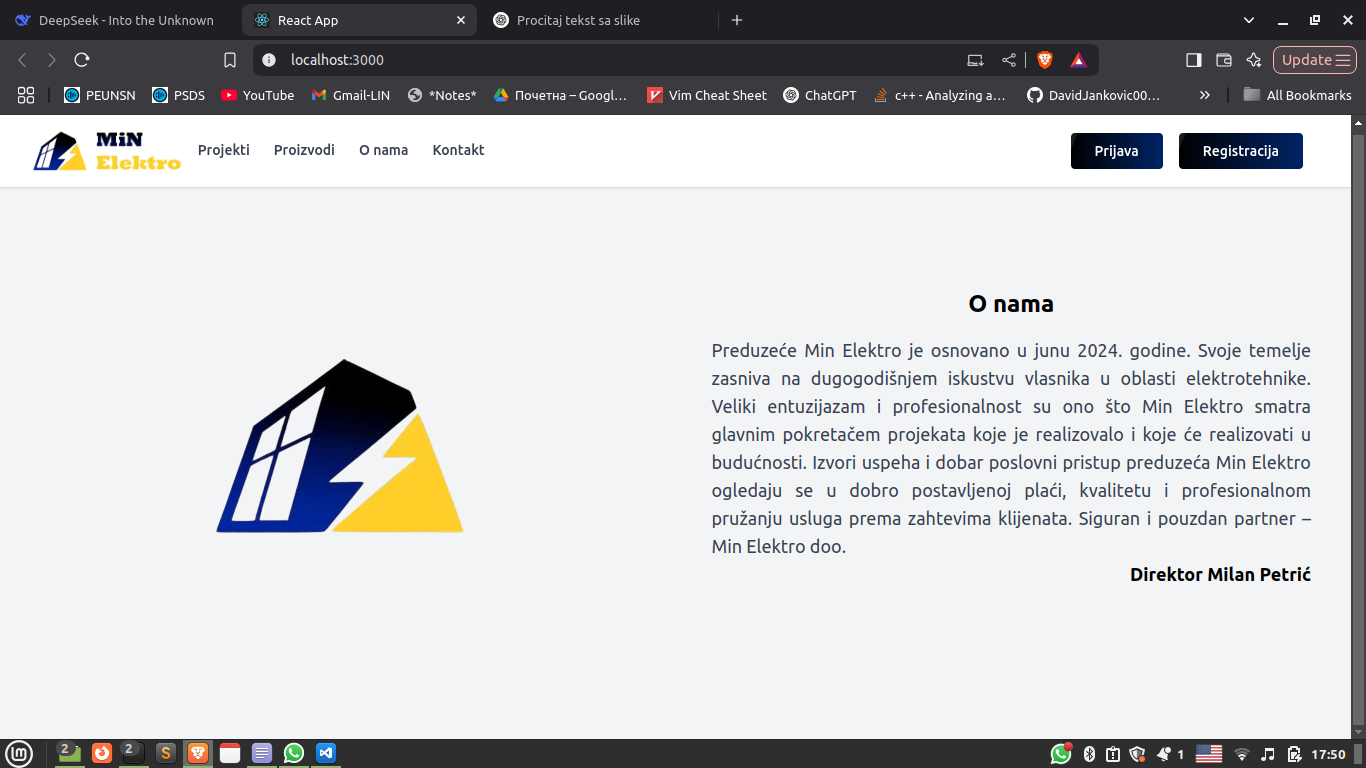 DeepSeek - Into the Unknown
React App
Procitaj tekst sa slike
localhost:3000
Update
PEUNSN
PSDS
YouTube
Gmail-LIN
*Notes*
Почетна – Googl...
Vim Cheat Sheet
ChatGPT
c++ - Analyzing a...
DavidJankovic00...
All Bookmarks
MiN
Elektro
Projekti
Proizvodi
O nama
Kontakt
Prijava
Registracija
O nama
Preduzeće Min Elektro je osnovano u junu 2024. godine. Svoje temelje
zasniva na dugogodišnjem iskustvu vlasnika u oblasti elektrotehnike.
Veliki entuzijazam i profesionalnost su ono što Min Elektro smatra
glavnim pokretačem projekata koje je realizovalo i koje će realizovati u
budućnosti. Izvori uspeha i dobar poslovni pristup preduzeća Min Elektro
ogledaju se u dobro postavljenoj plaći, kvalitetu i profesionalnom
pružanju usluga prema zahtevima klijenata. Siguran i pouzdan partner –
Min Elektro doo.
Direktor Milan Petrić
lm
2
2
S
1
17:50